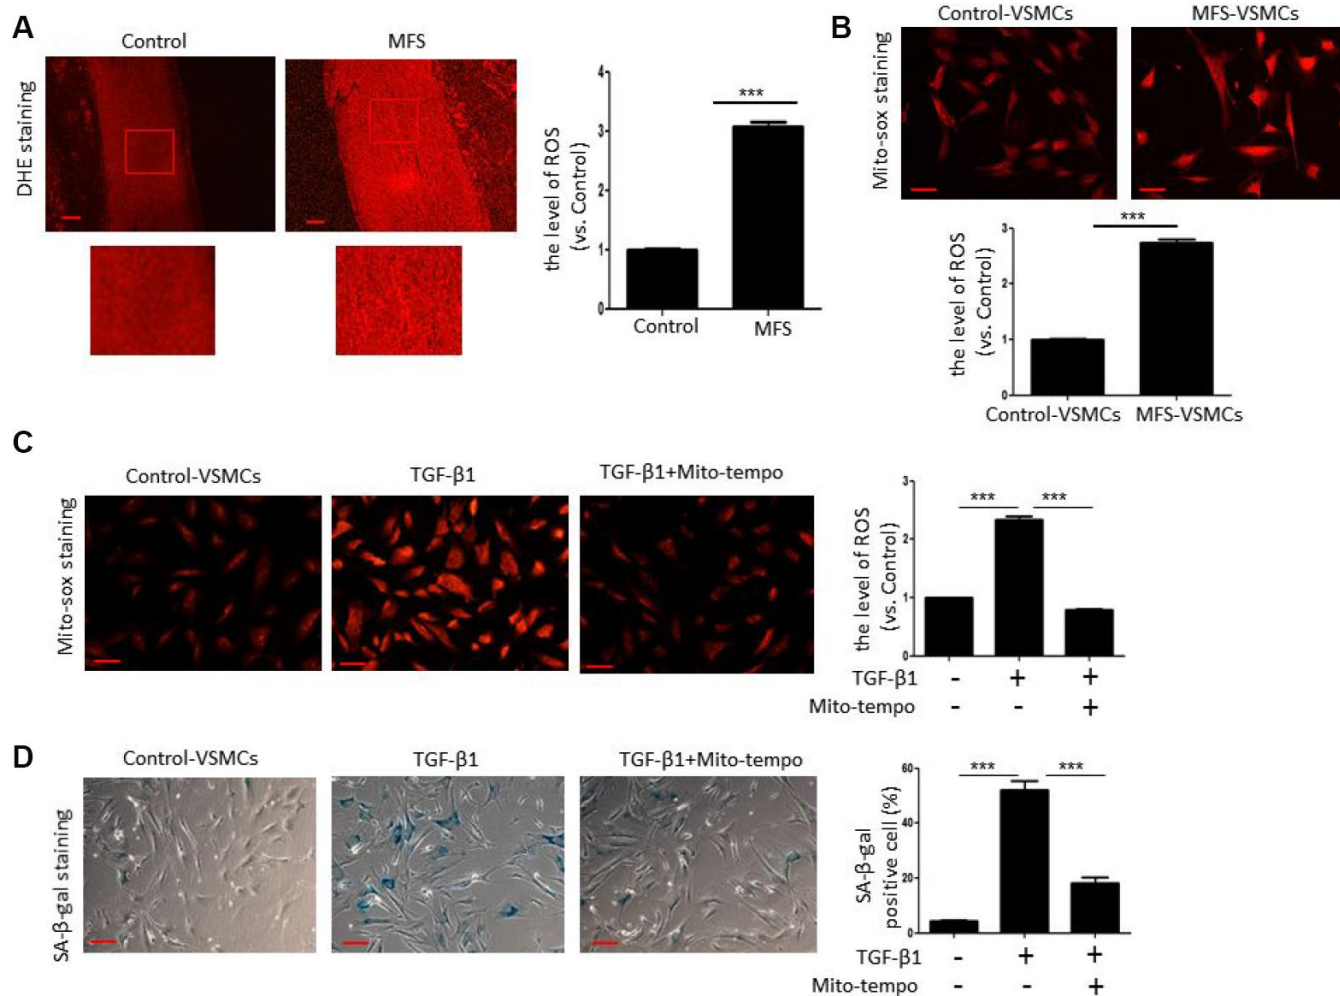 A
Control
MFS
DHE staining
the level of ROS
(vs. Control)
4
3
2
1
0
***
Control
MFS
B
Control-VSMCs
MFS-VSMCs
Mito-sox staining
the level of ROS
(vs. Control)
3
2
1
0
***
Control-VSMCs
MFS-VSMCs
C
Control-VSMCs
TGF-β1
TGF-β1+Mito-tempo
Mito-sox staining
the level of ROS
(vs. Control)
3
2
1
0
*** ***
TGF-β1 - + +
Mito-tempo - - +
D
Control-VSMCs
TGF-β1
TGF-β1+Mito-tempo
SA-β-gal staining
SA-β-gal
positive cell (%)
60
40
20
0
*** ***
TGF-β1 - + +
Mito-tempo - - +